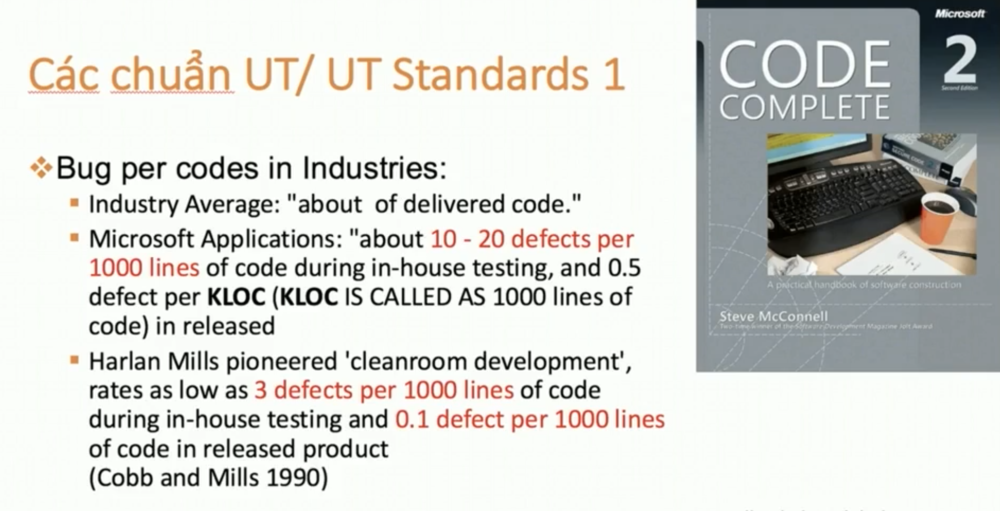 Các chuẩn UT/ UT Standards 1
❖Bug per codes in Industries:
▪ Industry Average: "about  of delivered code."
▪ Microsoft Applications: "about 10 - 20 defects per
1000 lines of code during in-house testing, and 0.5
defect per KLOC (KLOC IS CALLED AS 1000 lines of
code) in released
▪ Harlan Mills pioneered 'cleanroom development',
rates as low as 3 defects per 1000 lines of code
during in-house testing and 0.1 defect per 1000 lines
of code in released product
(Cobb and Mills 1990)
Microsoft
CODE
COMPLETE
2
Second Edition
A practical handbook of software construction
Steve McConnell
Two-time winner of the Software Development Magazine Jolt Award